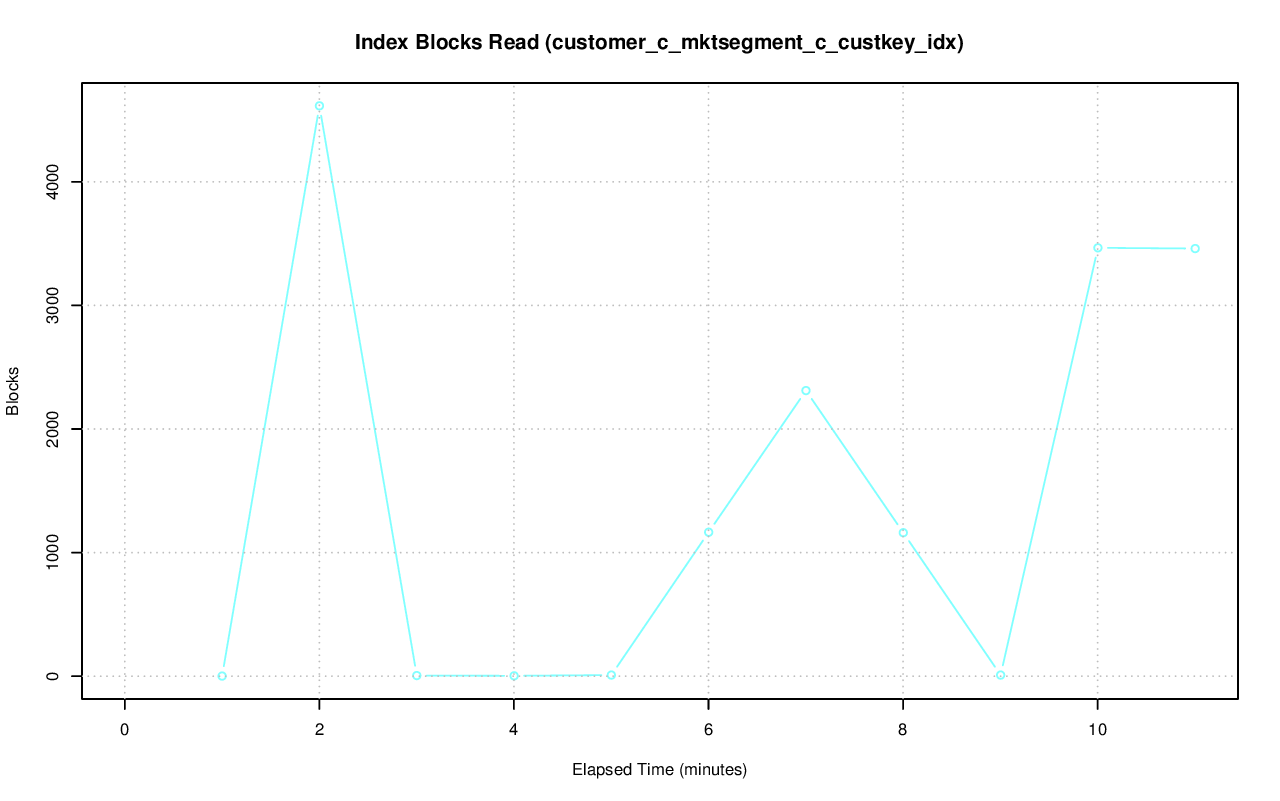 Index Blocks Read (customer_c_mktsegment_c_custkey_idx)
Blocks
4000
3000
2000
1000
0
0 2 4 6 8 10
Elapsed Time (minutes)